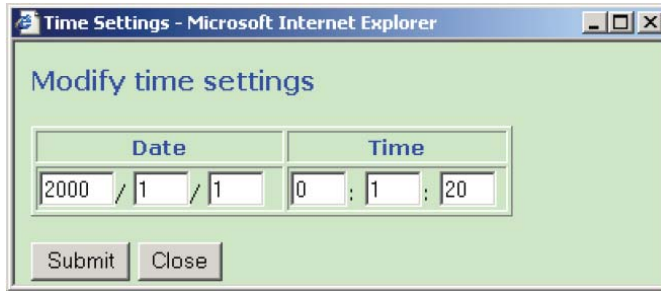 Time Settings - Microsoft Internet Explorer
Modify time settings
Date Time
2000 / 1 / 1 0 : 1 : 20
Submit Close